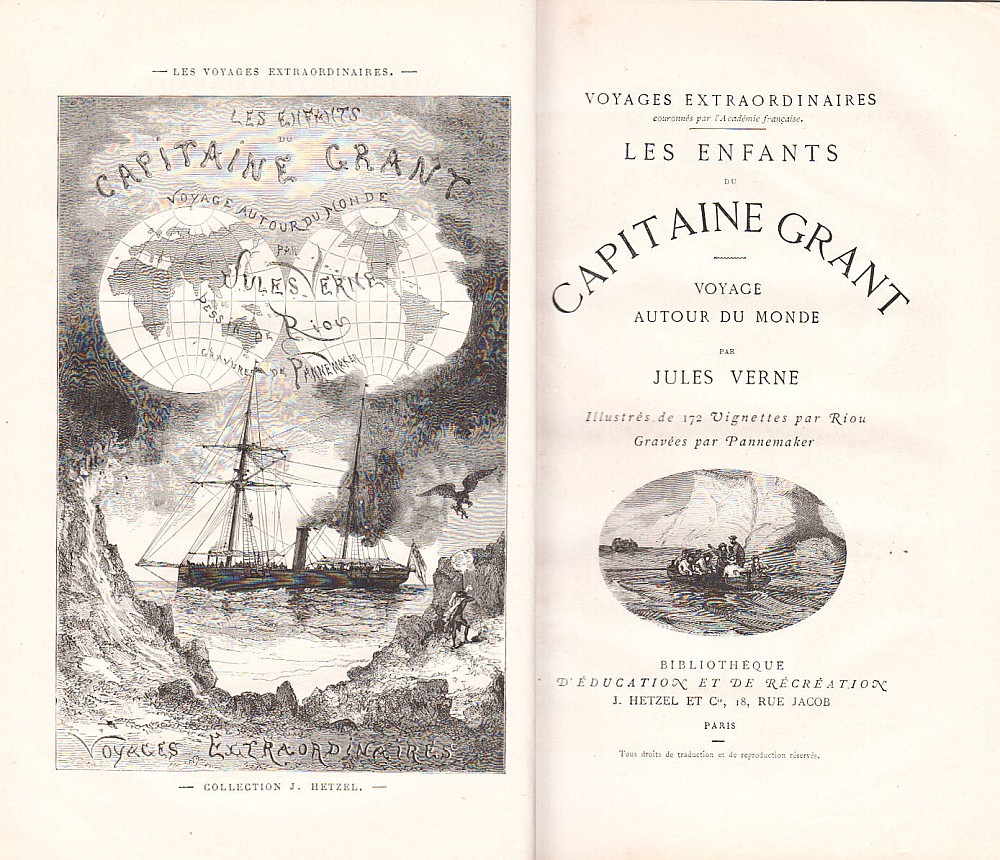 — LES VOYAGES EXTRAORDINAIRES. —
LES ENFANTS
DU
CAPITAINE GRANT
VOYAGE AUTOUR DU MONDE
PAR
JULES VERNE
DESSIN DE RIOU
GRAVURES DE PANNEMAKER
VOYAGES EXTRAORDINAIRES
— COLLECTION J. HETZEL. —
VOYAGES EXTRAORDINAIRES
couronnés par l'Académie française.
LES ENFANTS
DU
CAPITAINE GRANT
VOYAGE
AUTOUR DU MONDE
PAR
JULES VERNE
Illustrés de 172 Vignettes par Riou
Gravées par Pannemaker
BIBLIOTHÈQUE
D'ÉDUCATION ET DE RÉCRÉATION
J. HETZEL ET Cie, 18, RUE JACOB
PARIS
Tous droits de traduction et de reproduction réservés.